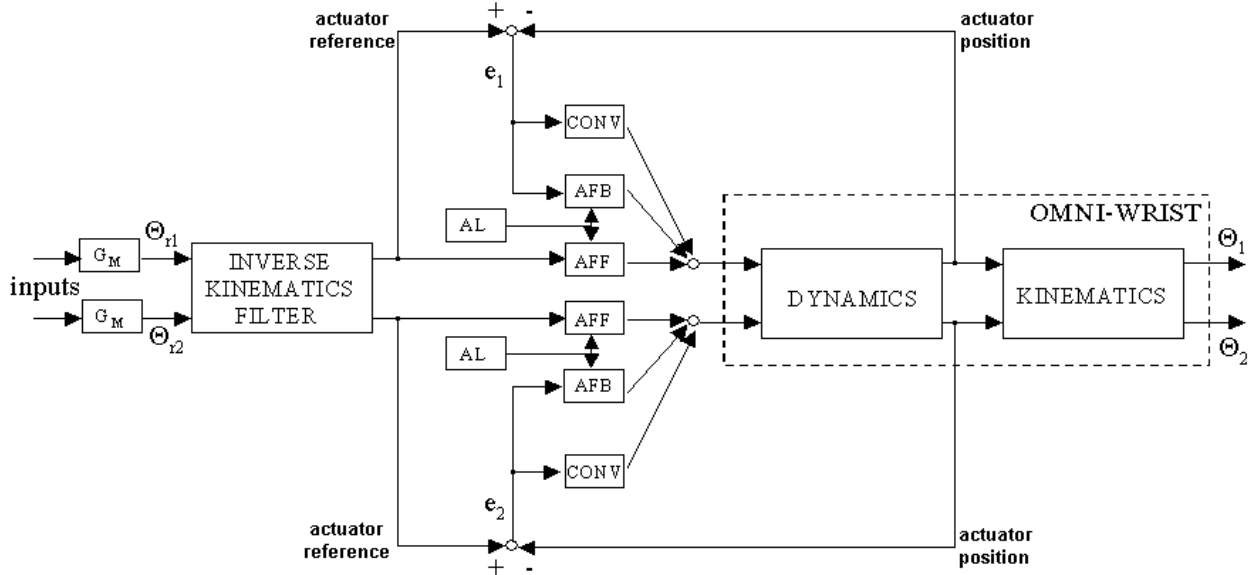 actuator
reference
+ -
actuator
position
e1
CONV
AFB
AL
AFF
OMNI-WRIST
GM
Θr1
INVERSE
KINEMATICS
FILTER
inputs
GM
Θr2
DYNAMICS
KINEMATICS
Θ1
Θ2
AFF
AL
AFB
CONV
e2
actuator
reference
+ -
actuator
position